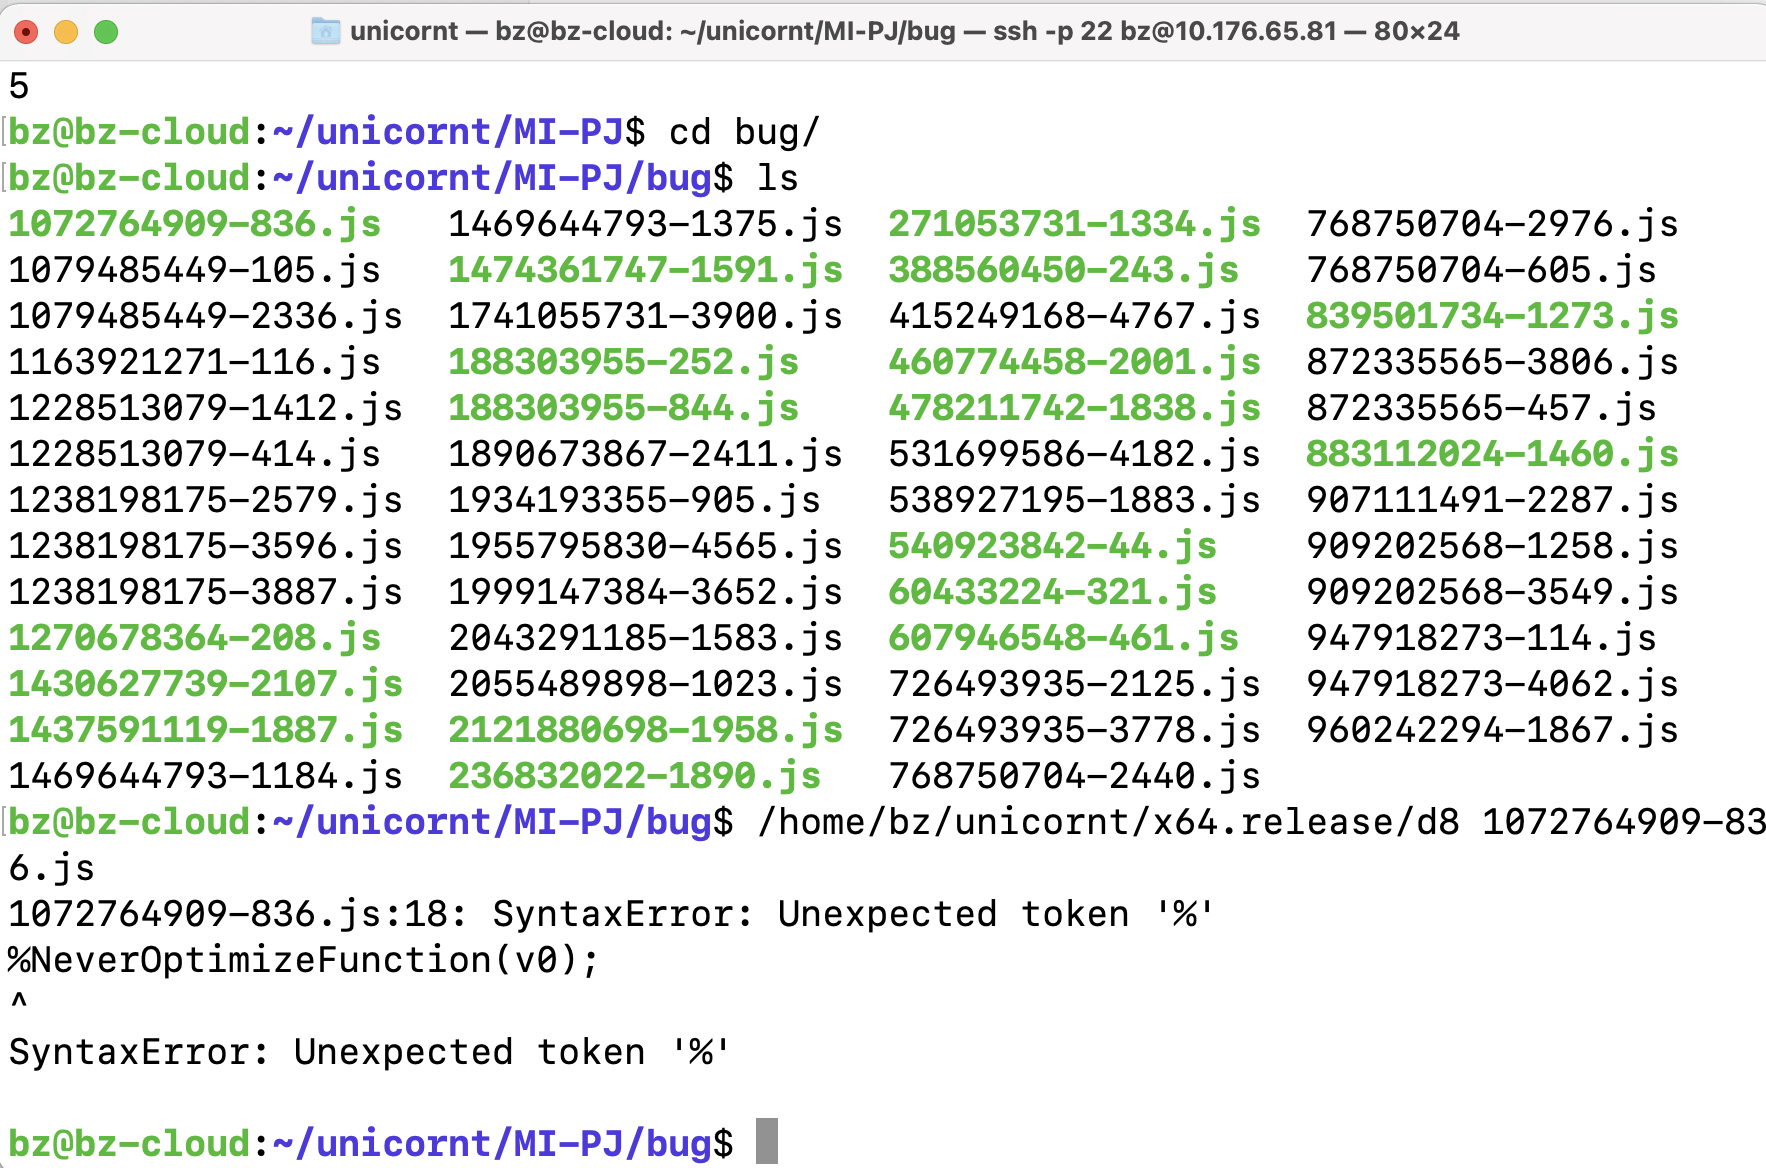 unicornt — bz@bz-cloud: ~/unicornt/MI-PJ/bug — ssh -p 22 bz@10.176.65.81 — 80×24
5
bz@bz-cloud:~/unicornt/MI-PJ$ cd bug/
bz@bz-cloud:~/unicornt/MI-PJ/bug$ ls
1072764909-836.js   1469644793-1375.js  271053731-1334.js  768750704-2976.js
1079485449-105.js   1474361747-1591.js  388560450-243.js   768750704-605.js
1079485449-2336.js  1741055731-3900.js  415249168-4767.js  839501734-1273.js
1163921271-116.js   188303955-252.js    460774458-2001.js  872335565-3806.js
1228513079-1412.js  188303955-844.js    478211742-1838.js  872335565-457.js
1228513079-414.js   1890673867-2411.js  531699586-4182.js  883112024-1460.js
1238198175-2579.js  1934193355-905.js   538927195-1883.js  907111491-2287.js
1238198175-3596.js  1955795830-4565.js  540923842-44.js    909202568-1258.js
1238198175-3887.js  1999147384-3652.js  60433224-321.js    909202568-3549.js
1270678364-208.js   2043291185-1583.js  607946548-461.js   947918273-114.js
1430627739-2107.js  2055489898-1023.js  726493935-2125.js  947918273-4062.js
1437591119-1887.js  2121880698-1958.js  726493935-3778.js  960242294-1867.js
1469644793-1184.js  236832022-1890.js   768750704-2440.js
bz@bz-cloud:~/unicornt/MI-PJ/bug$ /home/bz/unicornt/x64.release/d8 1072764909-83
6.js
1072764909-836.js:18: SyntaxError: Unexpected token '%'
%NeverOptimizeFunction(v0);
^
SyntaxError: Unexpected token '%'
bz@bz-cloud:~/unicornt/MI-PJ/bug$